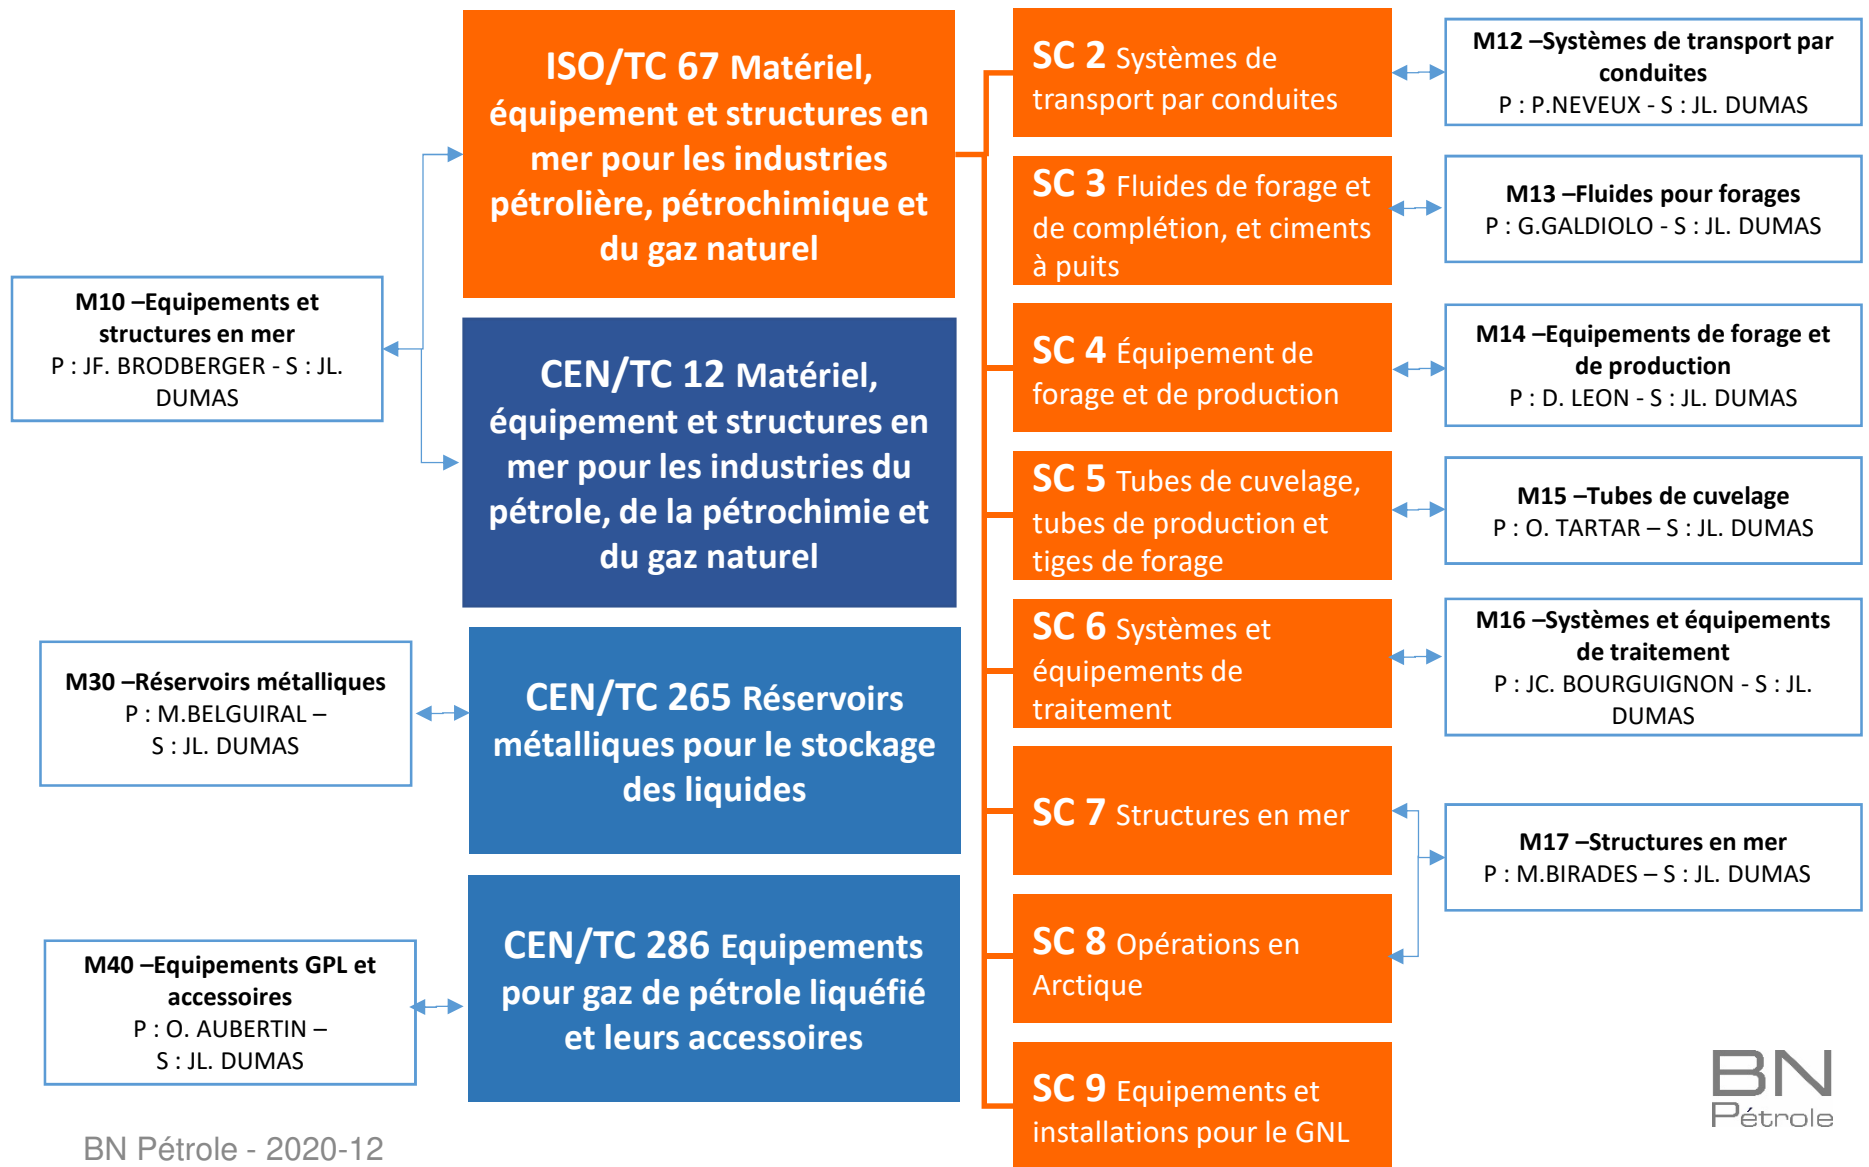 M10 –Equipements et
structures en mer
P : JF. BRODBERGER - S : JL.
DUMAS
M30 –Réservoirs métalliques
P : M.BELGUIRAL –
S : JL. DUMAS
M40 –Equipements GPL et
accessoires
P : O. AUBERTIN –
S : JL. DUMAS
ISO/TC 67 Matériel,
équipement et structures en
mer pour les industries
pétrolière, pétrochimique et
du gaz naturel
CEN/TC 12 Matériel,
équipement et structures en
mer pour les industries du
pétrole, de la pétrochimie et
du gaz naturel
CEN/TC 265 Réservoirs
métalliques pour le stockage
des liquides
CEN/TC 286 Equipements
pour gaz de pétrole liquéfié
et leurs accessoires
SC 2 Systèmes de
transport par conduites
SC 3 Fluides de forage et
de complétion, et ciments
à puits
SC 4 Équipement de
forage et de production
SC 5 Tubes de cuvelage,
tubes de production et
tiges de forage
SC 6 Systèmes et
équipements de
traitement
SC 7 Structures en mer
SC 8 Opérations en
Arctique
SC 9 Equipements et
installations pour le GNL
M12 –Systèmes de transport par
conduites
P : P.NEVEUX - S : JL. DUMAS
M13 –Fluides pour forages
P : G.GALDIOLO - S : JL. DUMAS
M14 –Equipements de forage et
de production
P : D. LEON - S : JL. DUMAS
M15 –Tubes de cuvelage
P : O. TARTAR – S : JL. DUMAS
M16 –Systèmes et équipements
de traitement
P : JC. BOURGUIGNON - S : JL.
DUMAS
M17 –Structures en mer
P : M.BIRADES – S : JL. DUMAS
BN
Pétrole
BN Pétrole - 2020-12